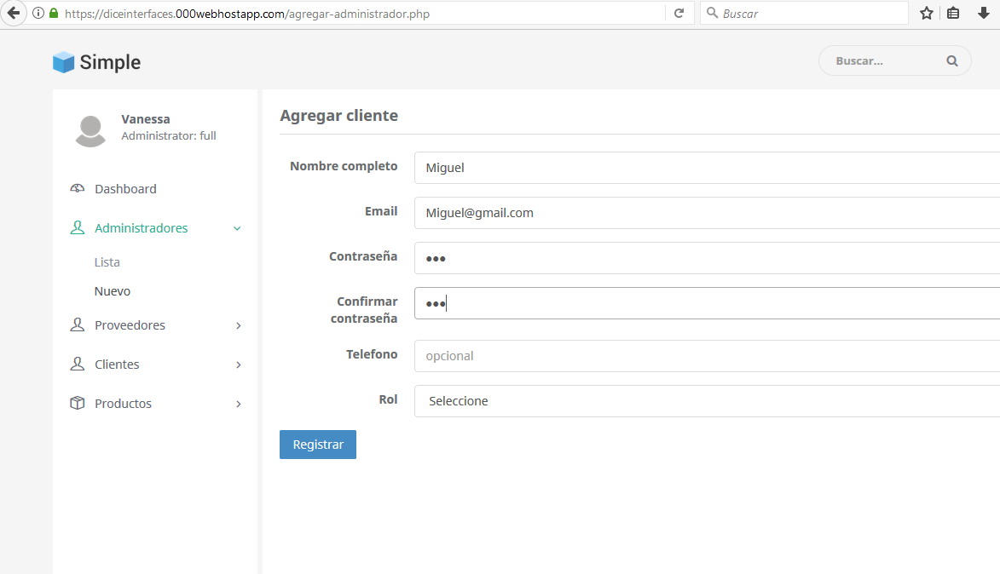 https://diceinterfaces.000webhostapp.com/agregar-administrador.php
Buscar
Simple
Buscar...
Vanessa
Administrator: full
Dashboard
Administradores
Lista
Nuevo
Proveedores
Clientes
Productos
Agregar cliente
Nombre completo
Miguel
Email
Miguel@gmail.com
Contraseña
•••
Confirmar
contraseña
•••
Telefono
opcional
Rol
Seleccione
Registrar